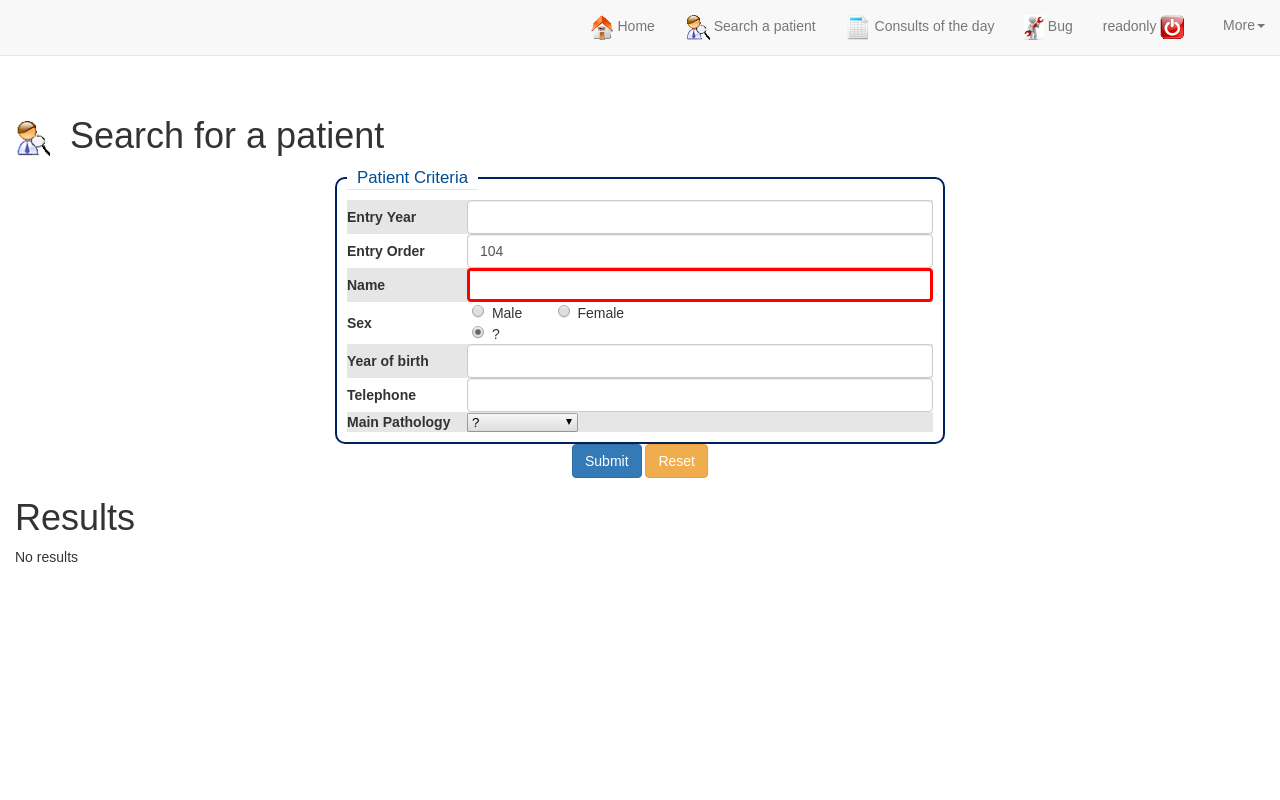 Home Search a patient Consults of the day Bug readonly More
Search for a patient
Patient Criteria
Entry Year
Entry Order 104
Name
Sex Male Female
?
Year of birth
Telephone
Main Pathology ?
Submit Reset
Results
No results